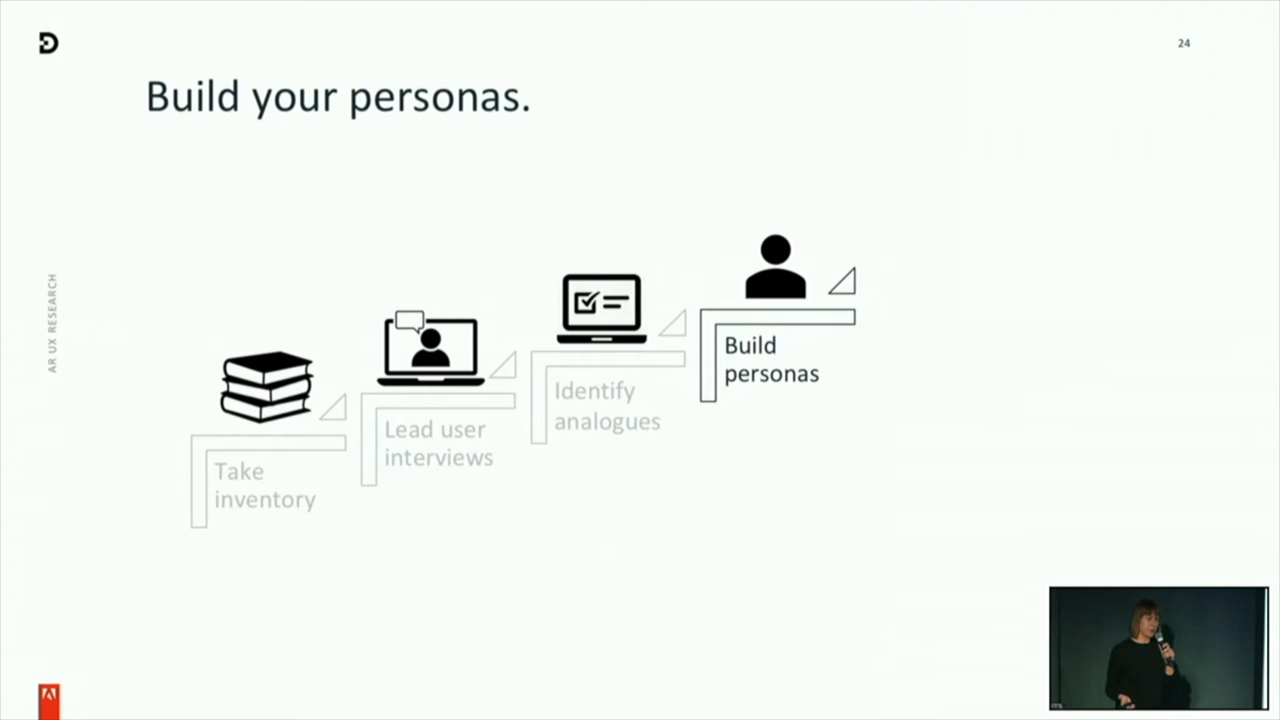 24
Build your personas.
AR UX RESEARCH
Build
personas
Identify
analogues
Lead user
interviews
Take
inventory